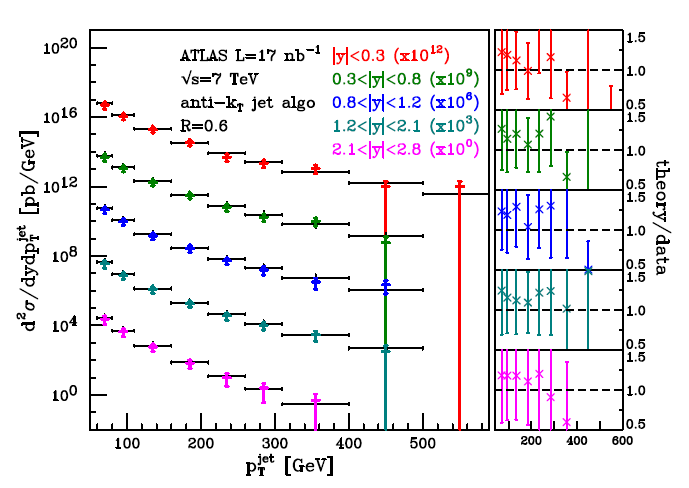 ATLAS L=17 nb⁻¹ |y|<0.3 (x10¹²)
√s=7 TeV 0.3<|y|<0.8 (x10⁹)
anti-k_T jet algo 0.8<|y|<1.2 (x10⁶)
R=0.6 1.2<|y|<2.1 (x10³)
2.1<|y|<2.8 (x10⁰)
d²σ/dydp_T^jet [pb/GeV]
10²⁰
10¹⁶
10¹²
10⁸
10⁴
10⁰
100 200 300 400 500
p_T^jet [GeV]
1.5
1.0
0.5
1.5
1.0
0.5
1.5
1.0
0.5
1.5
1.0
0.5
1.5
1.0
0.5
200 400 600
theory/data